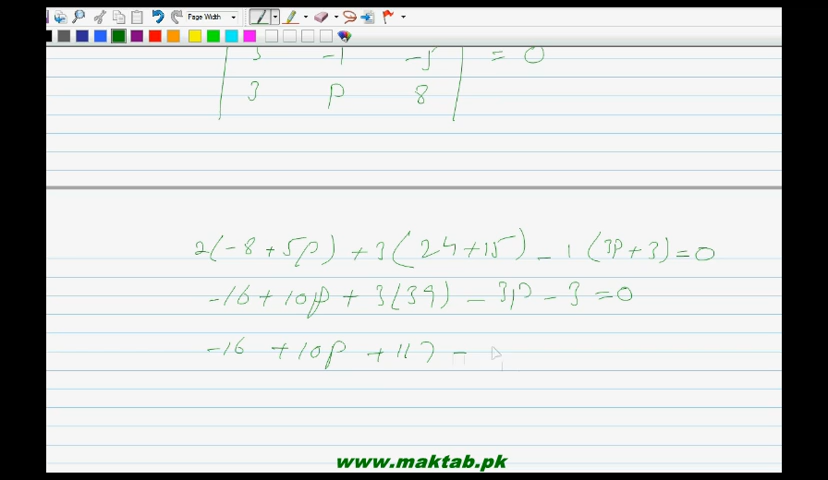 Page Width
3 -1 -5 = 0
3 p 8
2(-8+5p) + 3(24+15) - 1(3p+3)=0
-16+10p + 3(39) - 3p - 3 =0
-16 +10p +117 -
www.maktab.pk